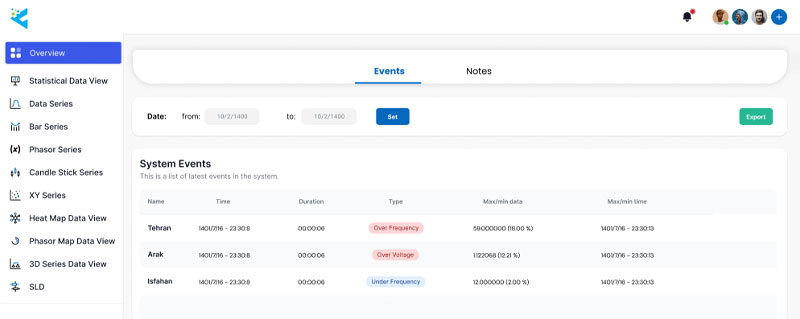 Overview
Statistical Data View
Data Series
Bar Series
(x) Phasor Series
Candle Stick Series
XY Series
Heat Map Data View
Phasor Map Data View
3D Series Data View
SLD
Events Notes
Date: from: 10/2/1400 to: 10/2/1400 Set Export
System Events
This is a list of latest events in the system.
Name Time Duration Type Max/min data Max/min time
Tehran 1401/7/16 - 23:30:8 00:00:06 Over Frequency 59.000000 (18.00 %) 1401/7/16 - 23:30:13
Arak 1401/7/16 - 23:30:8 00:00:06 Over Voltage 1.122068 (12.21 %) 1401/7/16 - 23:30:13
Isfahan 1401/7/16 - 23:30:8 00:00:06 Under Frequency 12.000000 (2.00 %) 1401/7/16 - 23:30:13